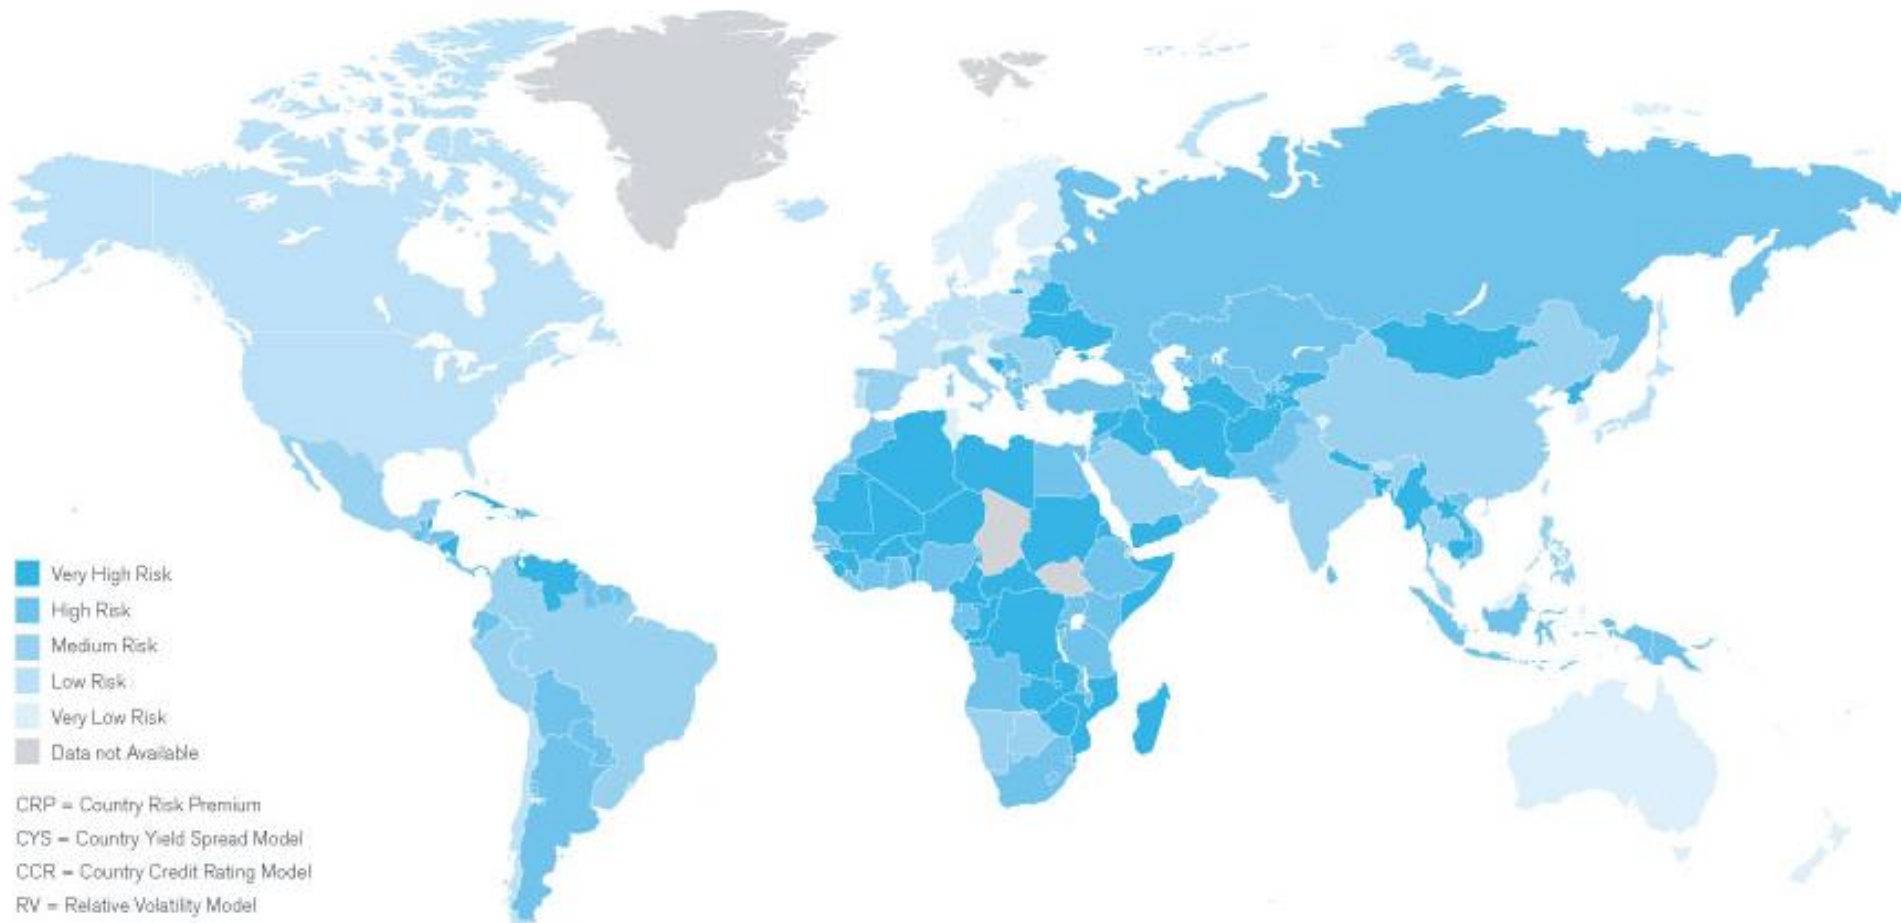 Very High Risk
High Risk
Medium Risk
Low Risk
Very Low Risk
Data not Available
CRP = Country Risk Premium
CYS = Country Yield Spread Model
CCR = Country Credit Rating Model
RV = Relative Volatility Model